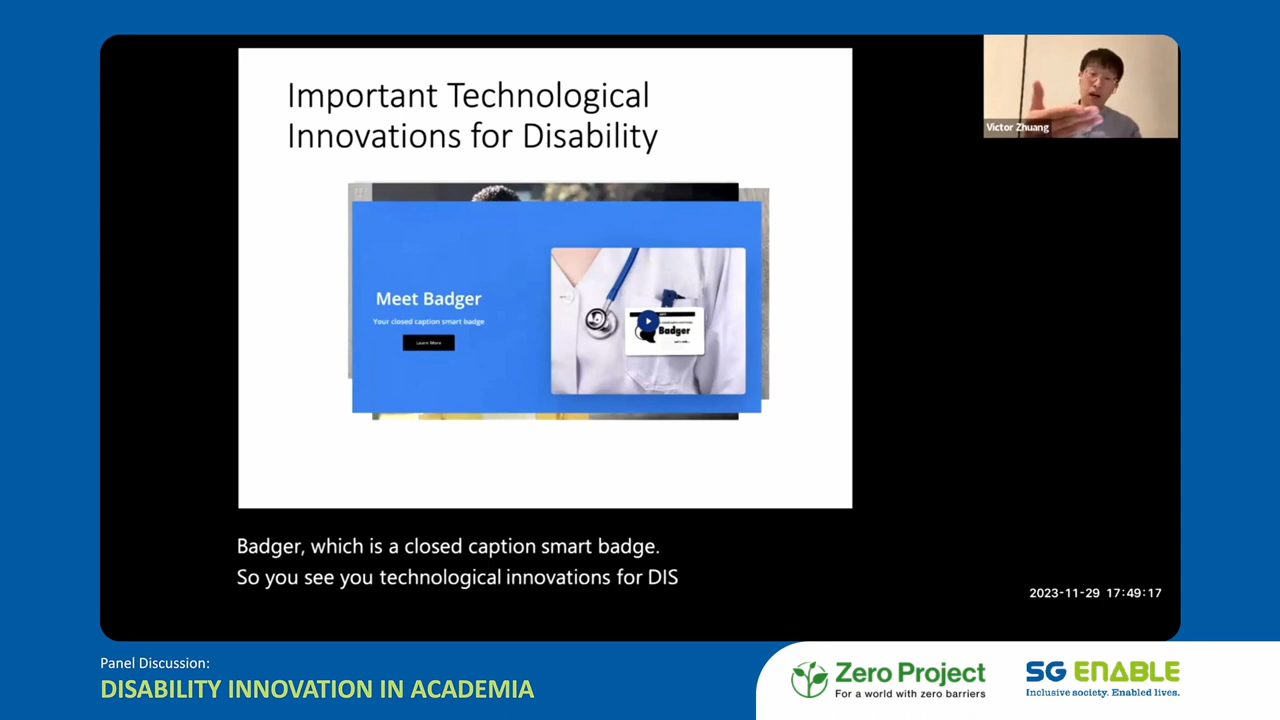 Important Technological
Innovations for Disability
Victor Zhuang
Meet Badger
Your closed caption smart badge
Learn More
Badger
Badger, which is a closed caption smart badge.
So you see you technological innovations for DIS
2023-11-29 17:49:17
Panel Discussion:
DISABILITY INNOVATION IN ACADEMIA
Zero Project
For a world with zero barriers
SG ENABLE
Inclusive society. Enabled lives.